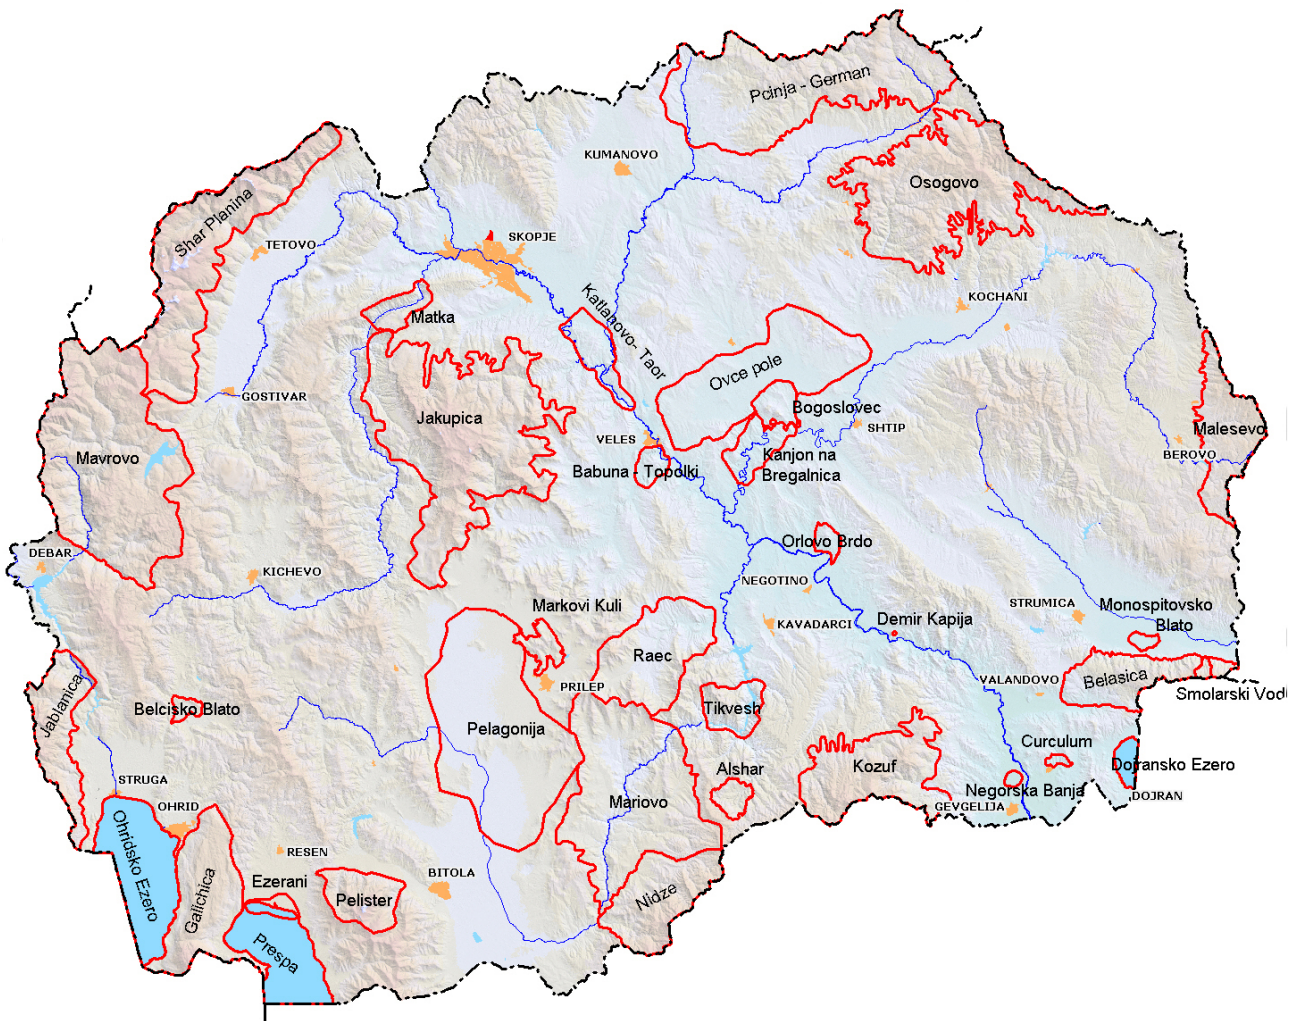 Pcinja - German
KUMANOVO
Osogovo
Shar Planina
TETOVO
SKOPJE
Katlahovo- Taor
KOCHANI
Matka
Ovce pole
GOSTIVAR
Jakupica
Bogoslovec
SHTIP
Malesevo
VELES
Mavrovo
Kanjon na
Bregalnica
BEROVO
Babuna - Topolki
Orlovo Brdo
DEBAR
KICHEVO
NEGOTINO
Markovi Kuli
STRUMICA
Monospitovsko
Blato
Demir Kapija
KAVADARCI
Raec
Belasica
VALANDOVO
PRILEP
Smolarski Vod
Jablanica
Belcisko Blato
Tikvesh
Pelagonija
Curculum
Alshar
Kozuf
Dojransko Ezero
STRUGA
Negorska Banja
DOJRAN
Mariovo
GEVGELIJA
OHRID
Ohridsko Ezero
RESEN
Galichica
Ezerani
BITOLA
Pelister
Nidze
Prespa